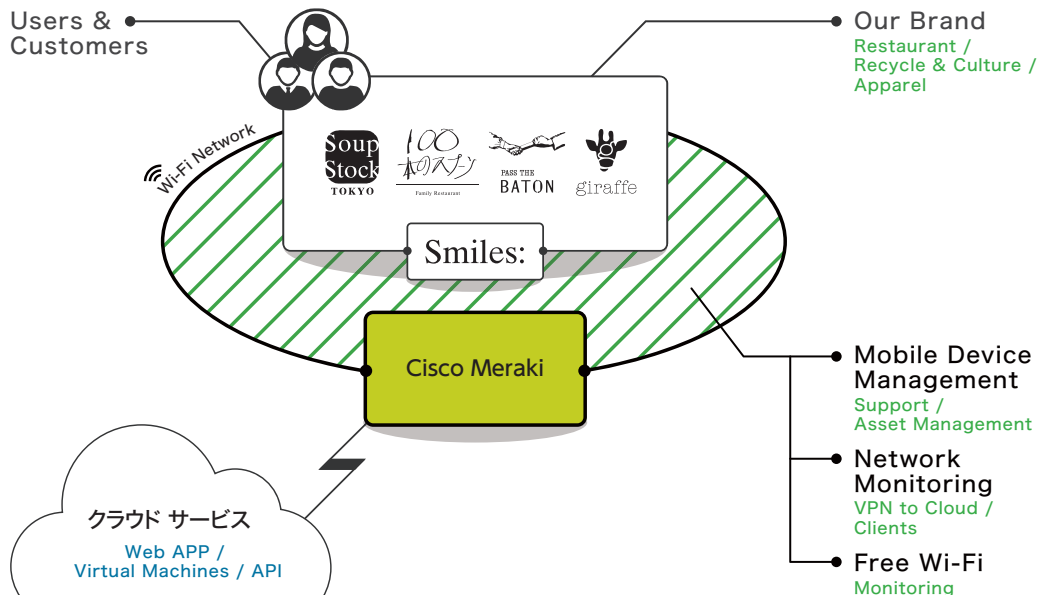 Users &
Customers
Our Brand
Restaurant /
Recycle & Culture /
Apparel
Wi-Fi Network
Soup
Stock
TOKYO
100
本のスプーン
Family Restaurant
PASS THE
BATON
giraffe
Smiles:
Cisco Meraki
Mobile Device
Management
Support /
Asset Management
Network
Monitoring
VPN to Cloud /
Clients
Free Wi-Fi
Monitoring
クラウド サービス
Web APP /
Virtual Machines / API